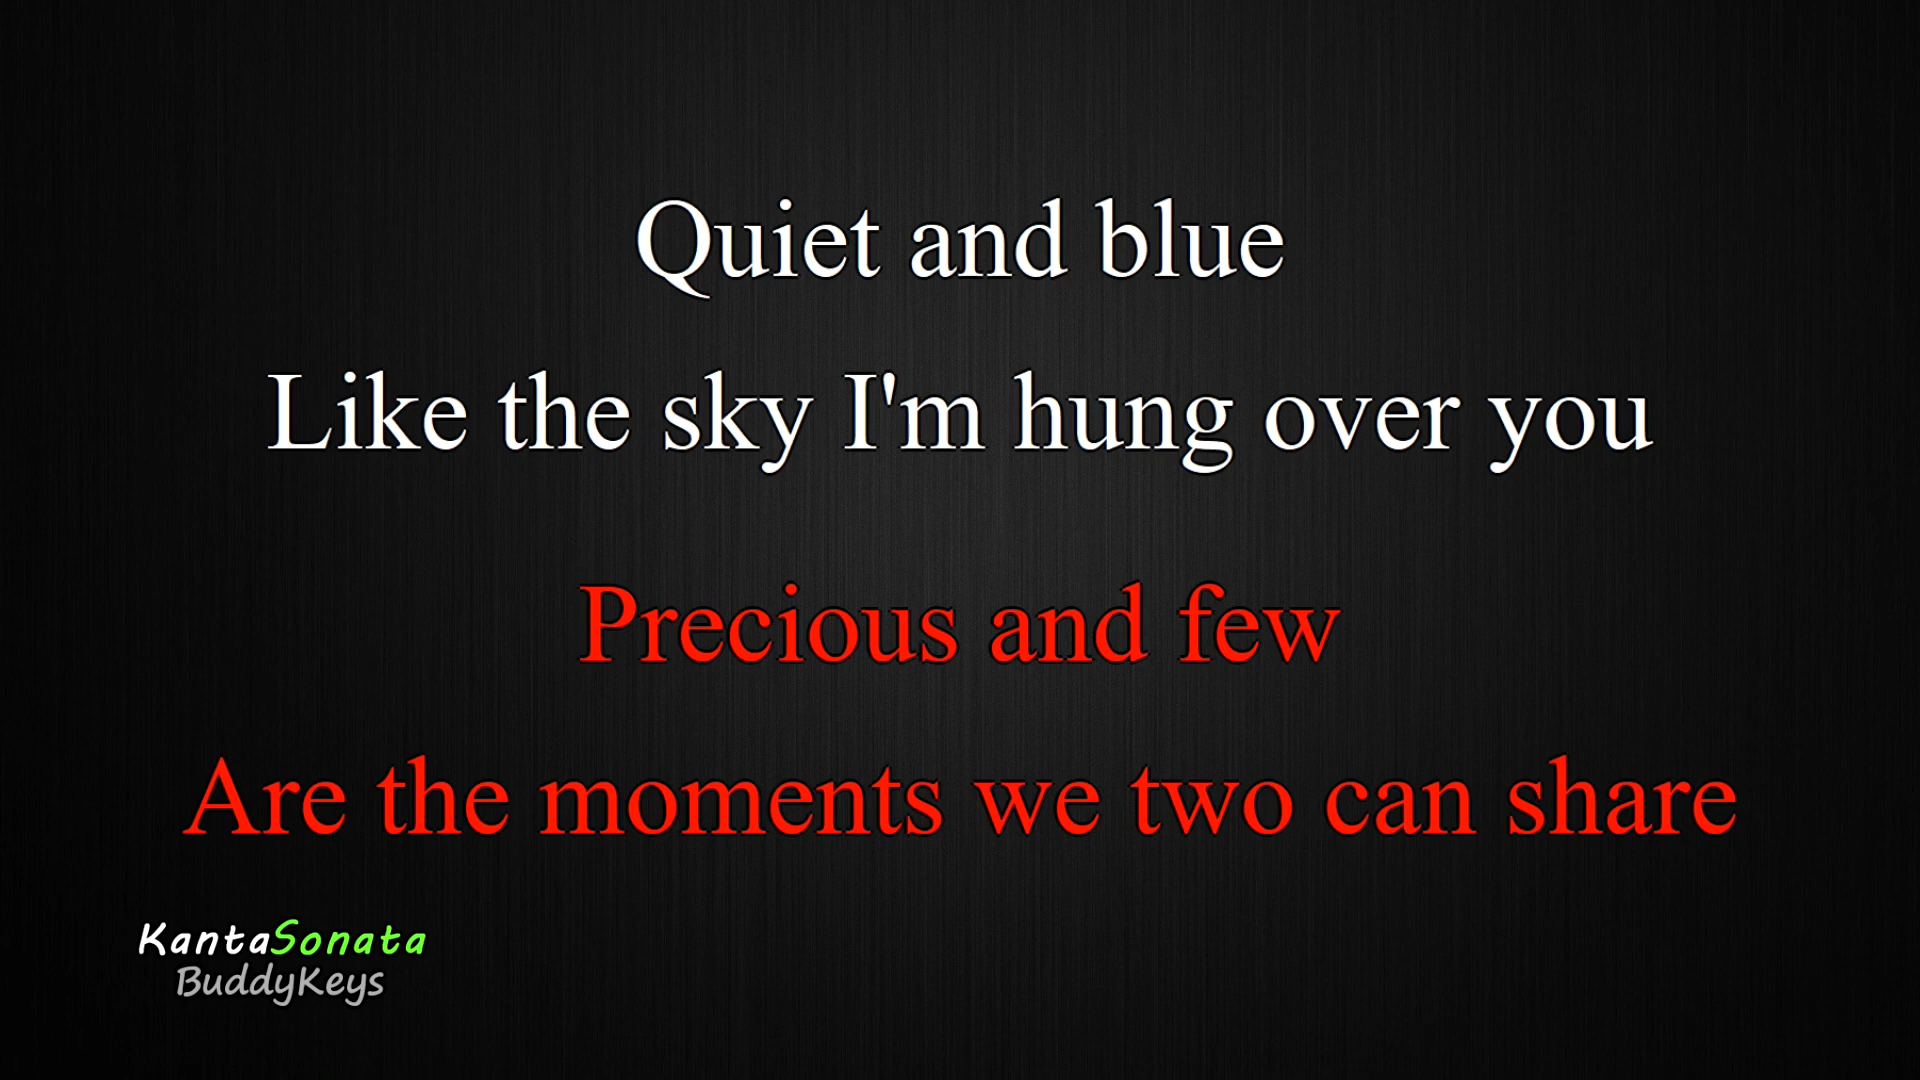 Quiet and blue
Like the sky I'm hung over you
Precious and few
Are the moments we two can share
KantaSonata
BuddyKeys